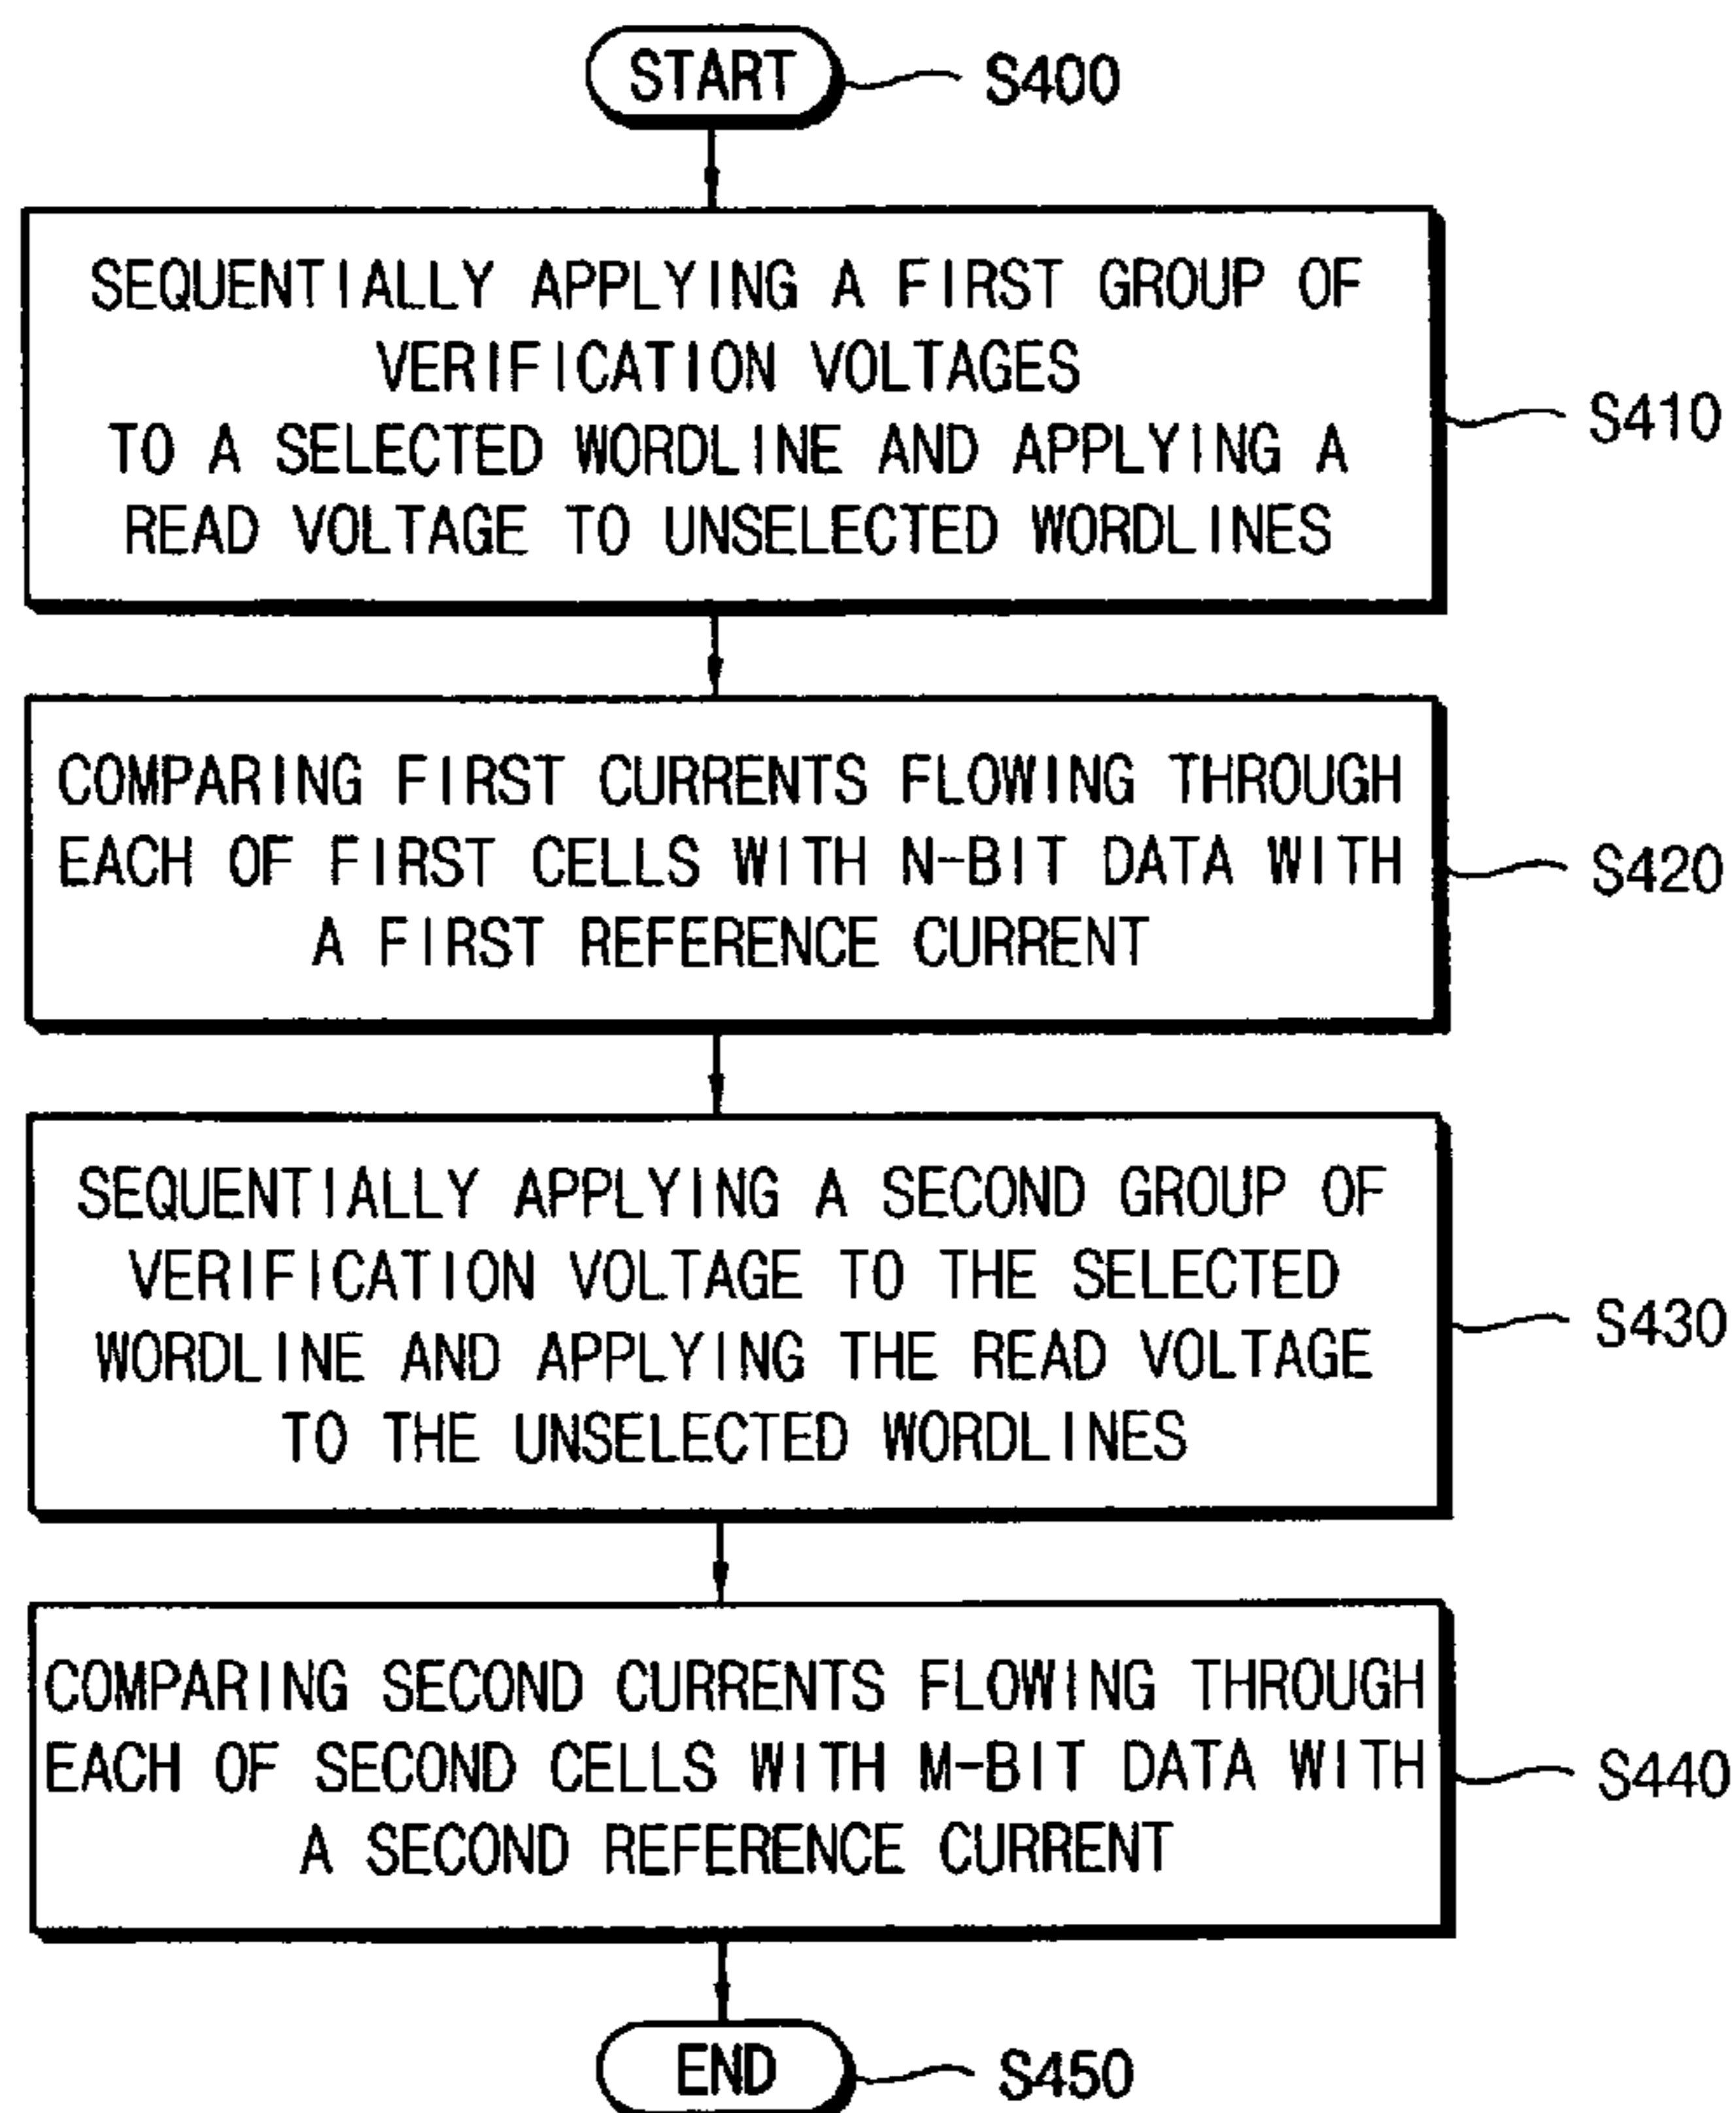 START S400
SEQUENTIALLY APPLYING A FIRST GROUP OF
VERIFICATION VOLTAGES
TO A SELECTED WORDLINE AND APPLYING A
READ VOLTAGE TO UNSELECTED WORDLINES
S410
COMPARING FIRST CURRENTS FLOWING THROUGH
EACH OF FIRST CELLS WITH N-BIT DATA WITH
A FIRST REFERENCE CURRENT
S420
SEQUENTIALLY APPLYING A SECOND GROUP OF
VERIFICATION VOLTAGE TO THE SELECTED
WORDLINE AND APPLYING THE READ VOLTAGE
TO THE UNSELECTED WORDLINES
S430
COMPARING SECOND CURRENTS FLOWING THROUGH
EACH OF SECOND CELLS WITH M-BIT DATA WITH
A SECOND REFERENCE CURRENT
S440
END S450